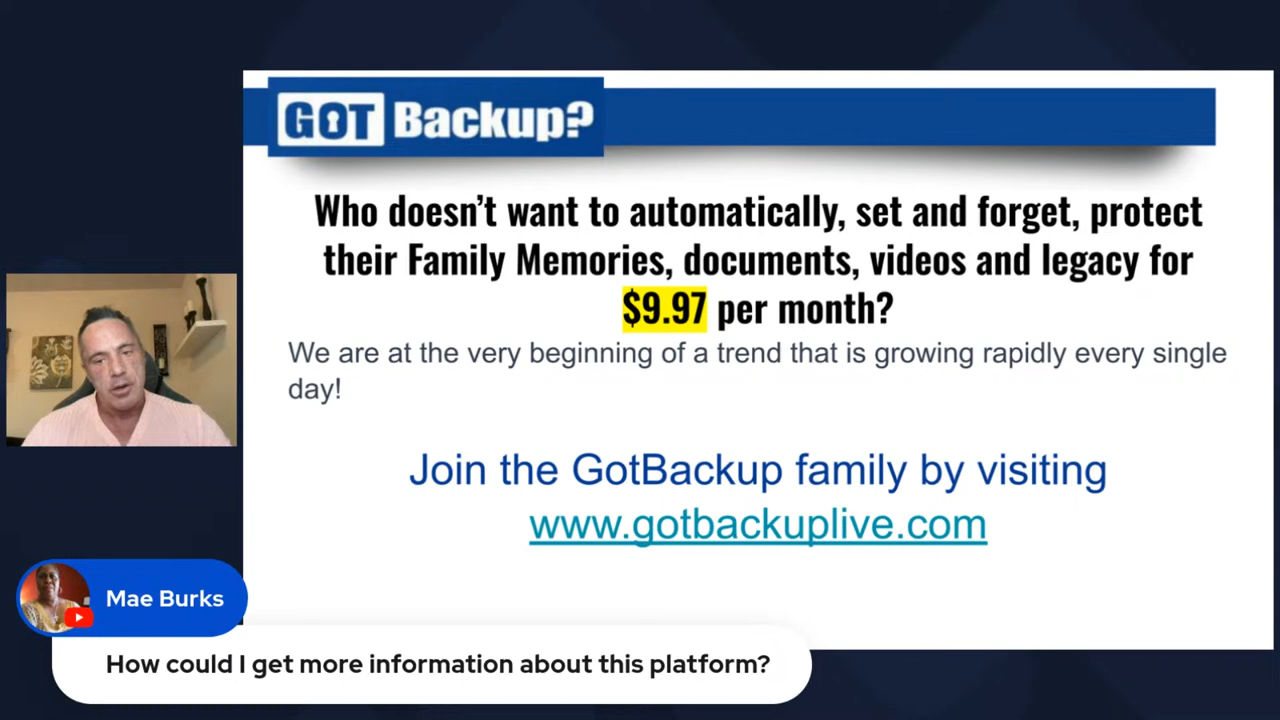 GOT Backup?
Who doesn't want to automatically, set and forget, protect
their Family Memories, documents, videos and legacy for
$9.97 per month?
We are at the very beginning of a trend that is growing rapidly every single
day!
Join the GotBackup family by visiting
www.gotbackuplive.com
Mae Burks
How could I get more information about this platform?